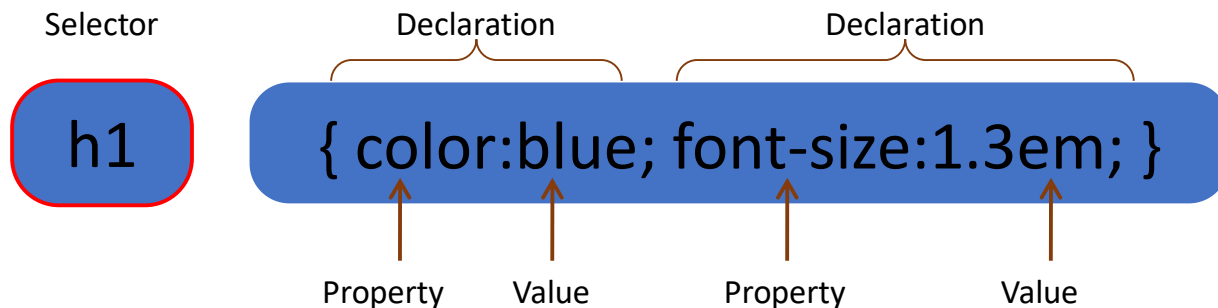 Selector Declaration Declaration
h1 { color:blue; font-size:1.3em; }
Property Value Property Value